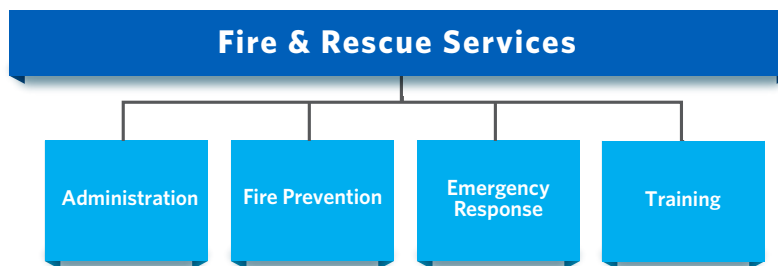 Fire & Rescue Services
Administration
Fire Prevention
Emergency
Response
Training